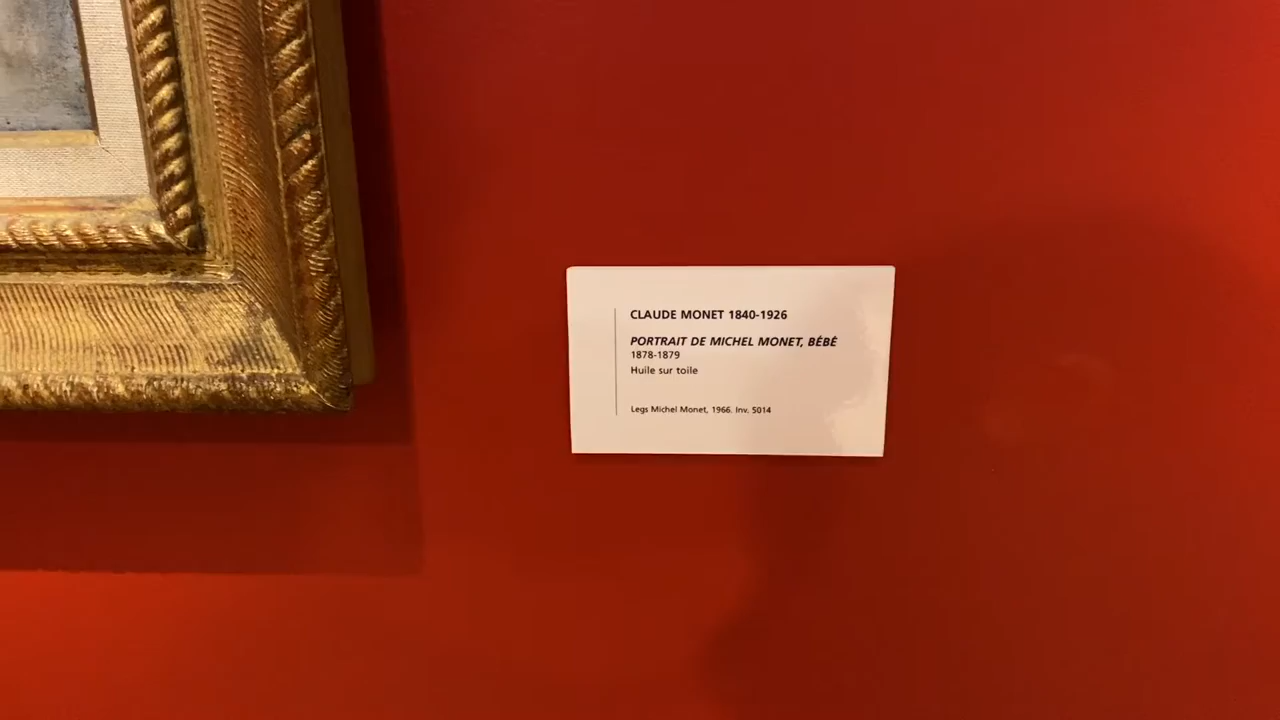 CLAUDE MONET 1840-1926
PORTRAIT DE MICHEL MONET, BÉBÉ
1878-1879
Huile sur toile
Legs Michel Monet, 1966. Inv. 5014